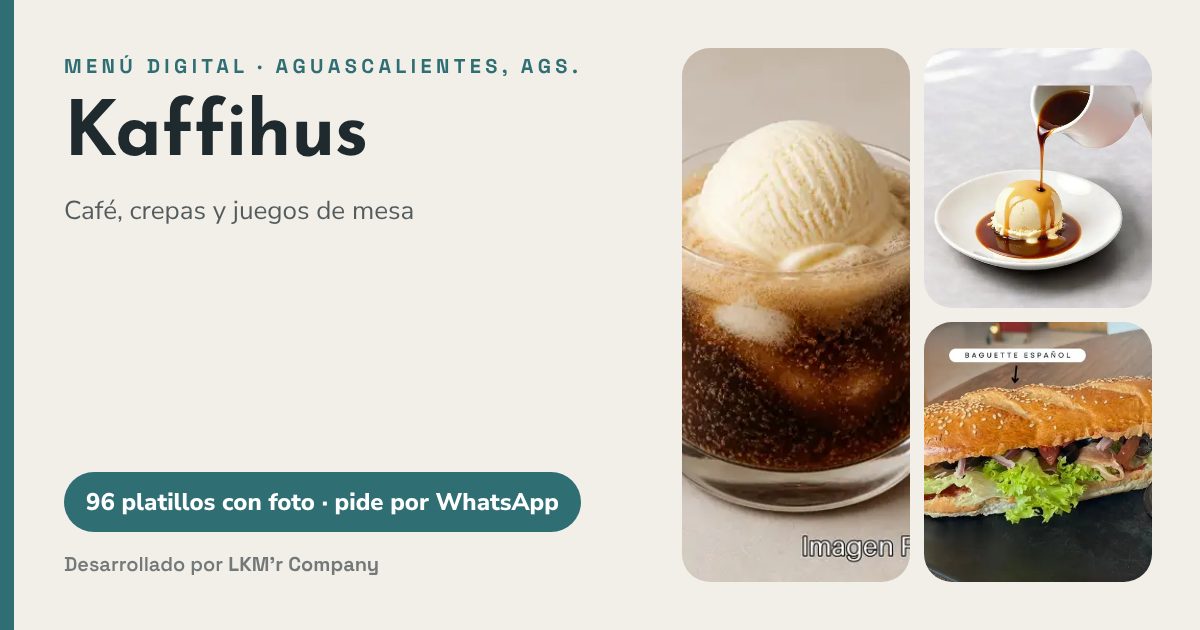 MENÚ DIGITAL · AGUASCALIENTES, AGS.
Kaffihus
Café, crepas y juegos de mesa
96 platillos con foto · pide por WhatsApp
Desarrollado por LKM'r Company
Imagen
BAGUETTE ESPAÑOL